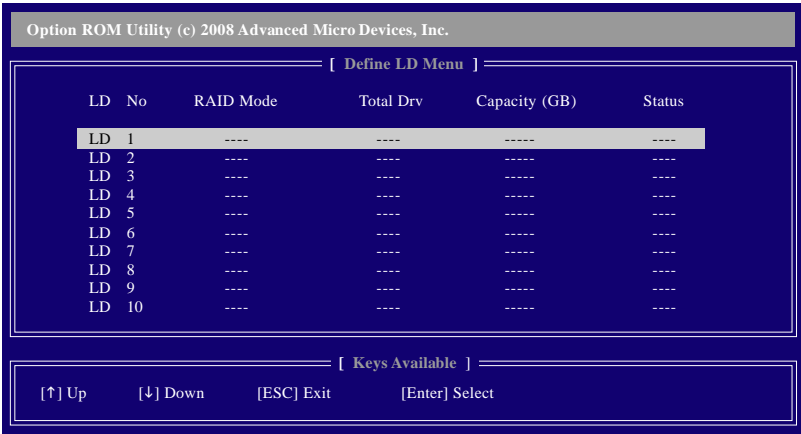 Option ROM Utility (c) 2008 Advanced Micro Devices, Inc.
[ Define LD Menu ]
LD No RAID Mode Total Drv Capacity (GB) Status
LD 1 ---- ---- ----- ----
LD 2 ---- ---- ----- ----
LD 3 ---- ---- ----- ----
LD 4 ---- ---- ----- ----
LD 5 ---- ---- ----- ----
LD 6 ---- ---- ----- ----
LD 7 ---- ---- ----- ----
LD 8 ---- ---- ----- ----
LD 9 ---- ---- ----- ----
LD 10 ---- ---- ----- ----
[ Keys Available ]
[↑] Up [↓] Down [ESC] Exit [Enter] Select